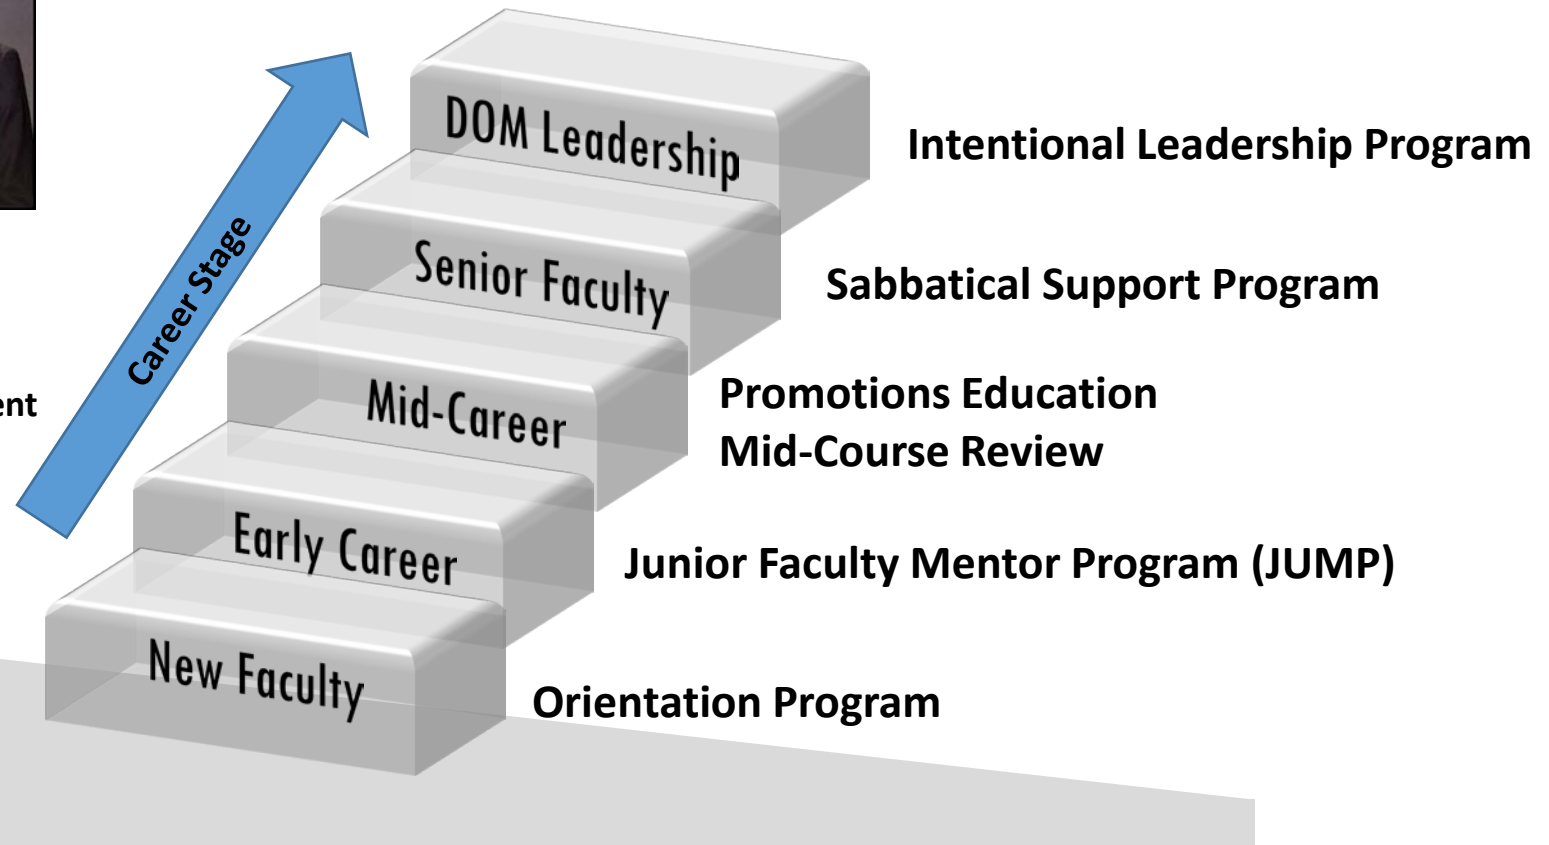 DOM Leadership
Intentional Leadership Program
Senior Faculty
Sabbatical Support Program
Career Stage
Mid-Career
Promotions Education
Mid-Course Review
Early Career
Junior Faculty Mentor Program (JUMP)
New Faculty
Orientation Program